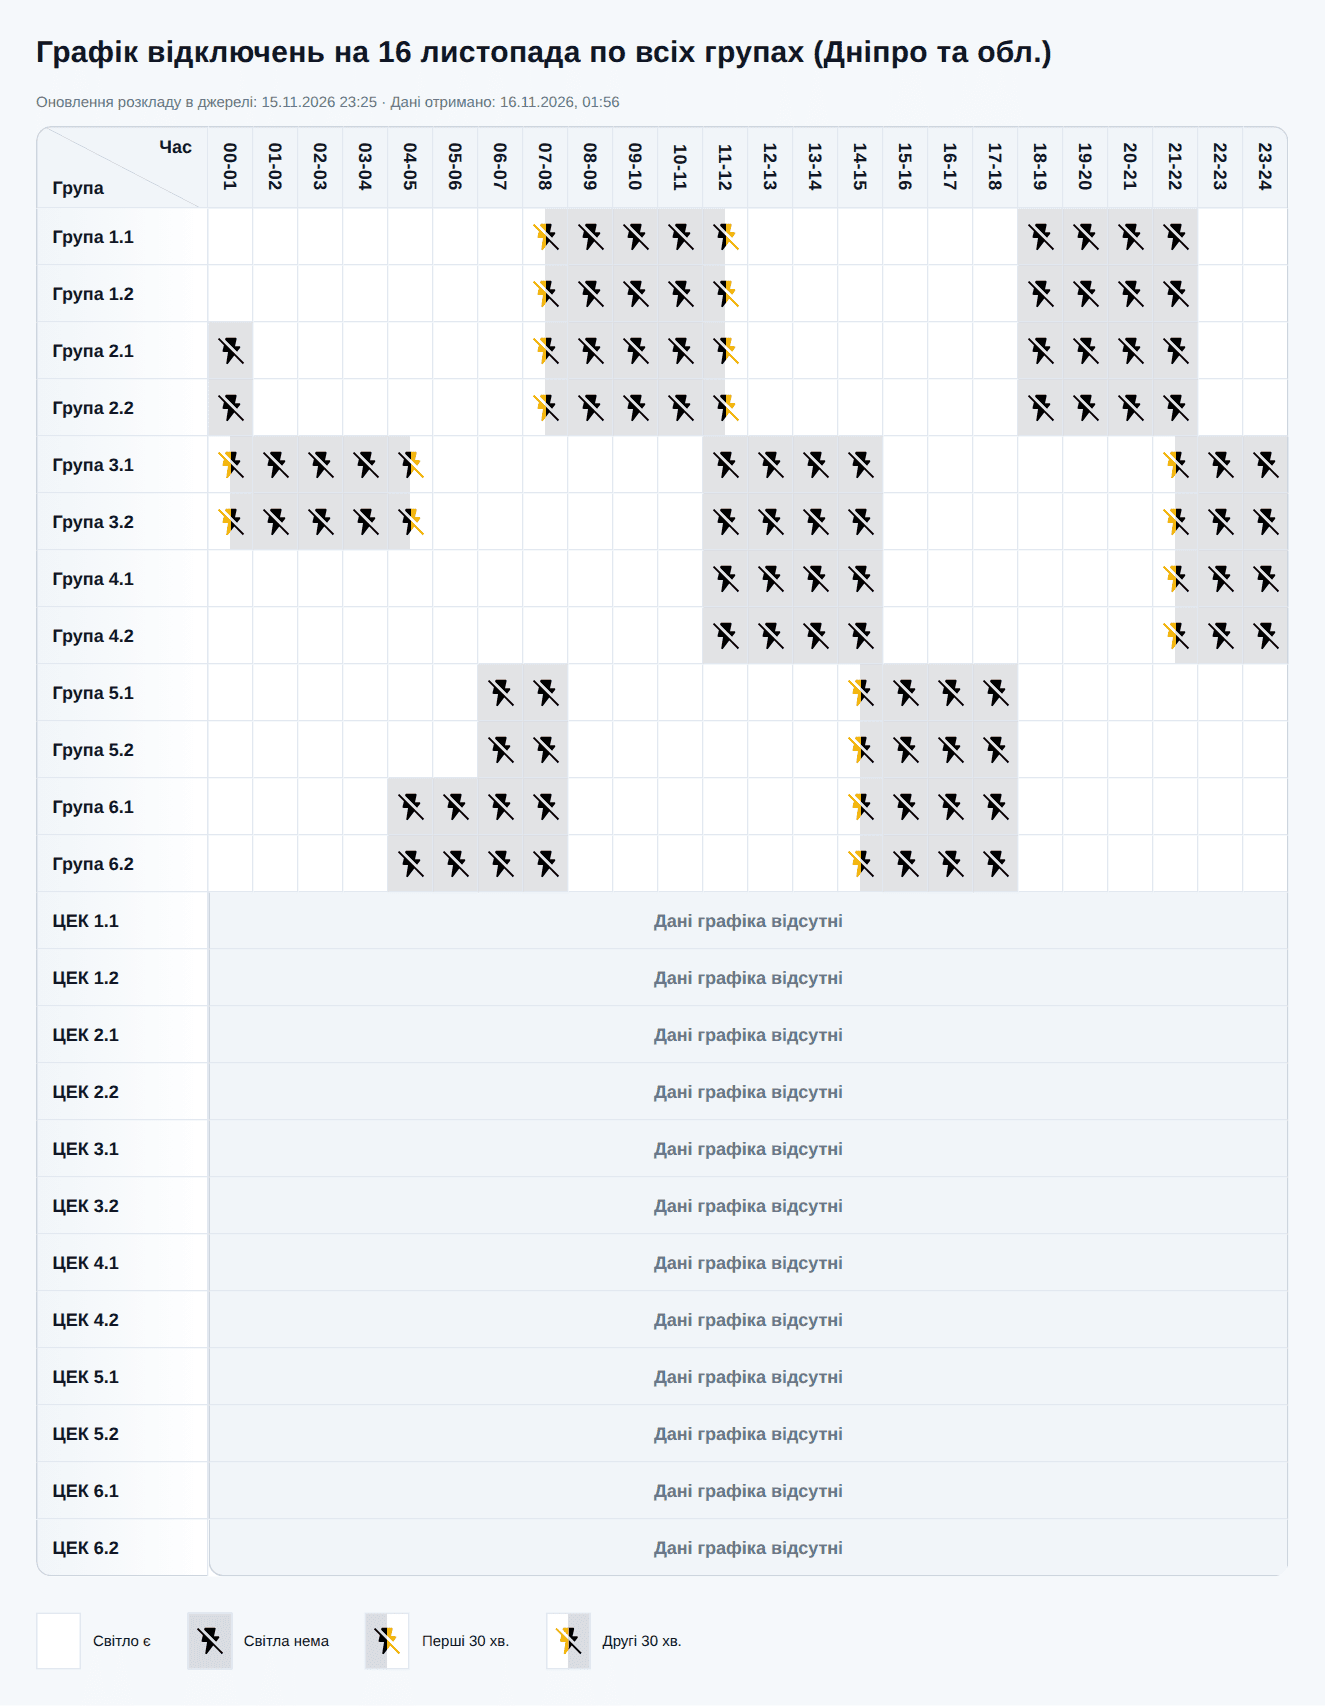 Графік відключень на 16 листопада по всіх групах (Дніпро та обл.)
Оновлення розкладу в джерелі: 15.11.2026 23:25 · Дані отримано: 16.11.2026, 01:56
Час
Група
00-01 01-02 02-03 03-04 04-05 05-06 06-07 07-08 08-09 09-10 10-11 11-12 12-13 13-14 14-15 15-16 16-17 17-18 18-19 19-20 20-21 21-22 22-23 23-24
Група 1.1
Група 1.2
Група 2.1
Група 2.2
Група 3.1
Група 3.2
Група 4.1
Група 4.2
Група 5.1
Група 5.2
Група 6.1
Група 6.2
ЦЕК 1.1 Дані графіка відсутні
ЦЕК 1.2 Дані графіка відсутні
ЦЕК 2.1 Дані графіка відсутні
ЦЕК 2.2 Дані графіка відсутні
ЦЕК 3.1 Дані графіка відсутні
ЦЕК 3.2 Дані графіка відсутні
ЦЕК 4.1 Дані графіка відсутні
ЦЕК 4.2 Дані графіка відсутні
ЦЕК 5.1 Дані графіка відсутні
ЦЕК 5.2 Дані графіка відсутні
ЦЕК 6.1 Дані графіка відсутні
ЦЕК 6.2 Дані графіка відсутні
Світло є Світла нема Перші 30 хв. Другі 30 хв.